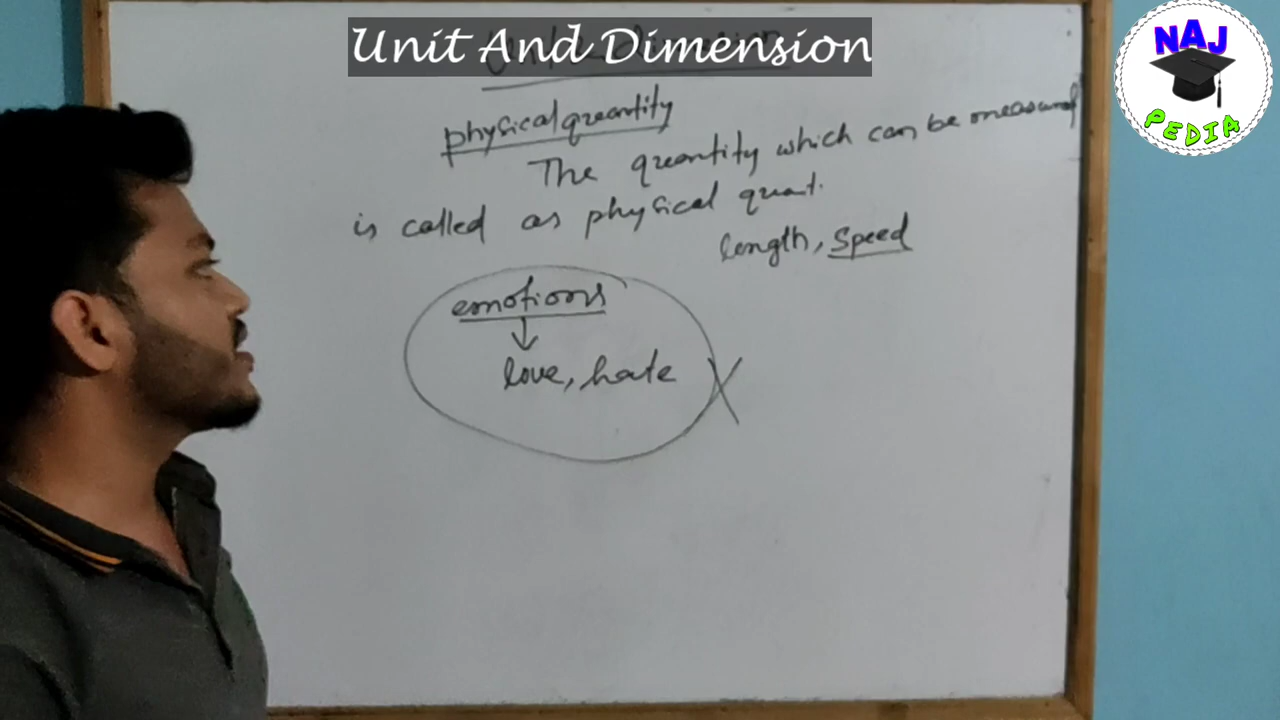 Unit And Dimension
NAJ
PEDIA
physical quantity
The quantity which can be measured
is called as physical quant.
length, speed
emotions
love, hate